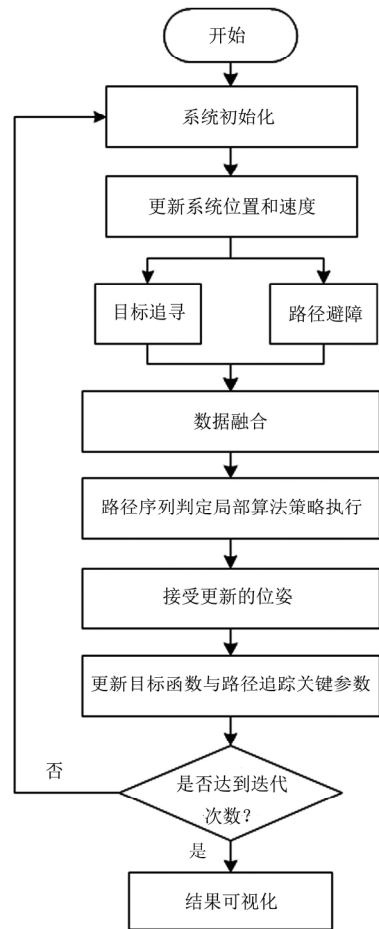 开始
系统初始化
更新系统位置和速度
目标追寻
路径避障
数据融合
路径序列判定局部算法策略执行
接受更新的位姿
更新目标函数与路径追踪关键参数
否
是否达到迭代
次数?
是
结果可视化